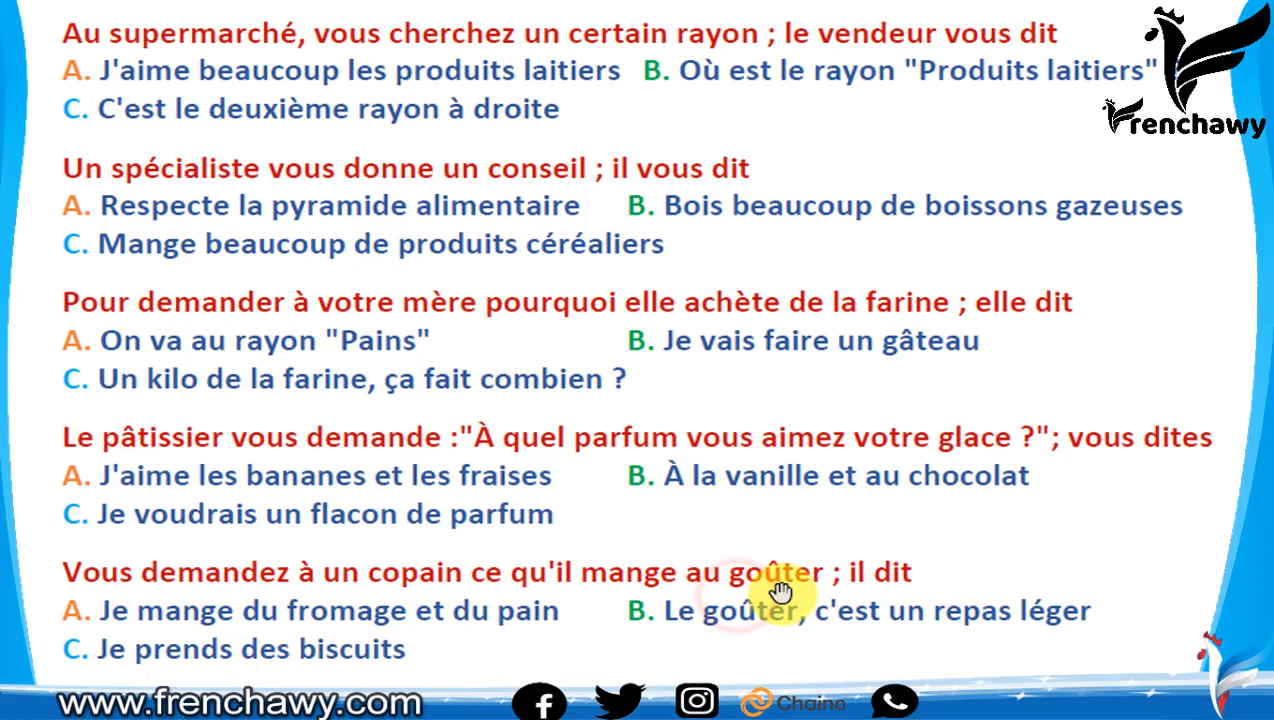 Au supermarché, vous cherchez un certain rayon ; le vendeur vous dit
A. J'aime beaucoup les produits laitiers B. Où est le rayon "Produits laitiers"
C. C'est le deuxième rayon à droite
Frenchawy
Un spécialiste vous donne un conseil ; il vous dit
A. Respecte la pyramide alimentaire B. Bois beaucoup de boissons gazeuses
C. Mange beaucoup de produits céréaliers
Pour demander à votre mère pourquoi elle achète de la farine ; elle dit
A. On va au rayon "Pains" B. Je vais faire un gâteau
C. Un kilo de la farine, ça fait combien ?
Le pâtissier vous demande :"À quel parfum vous aimez votre glace ?"; vous dites
A. J'aime les bananes et les fraises B. À la vanille et au chocolat
C. Je voudrais un flacon de parfum
Vous demandez à un copain ce qu'il mange au goûter ; il dit
A. Je mange du fromage et du pain B. Le goûter, c'est un repas léger
C. Je prends des biscuits
www.frenchawy.com Chaino